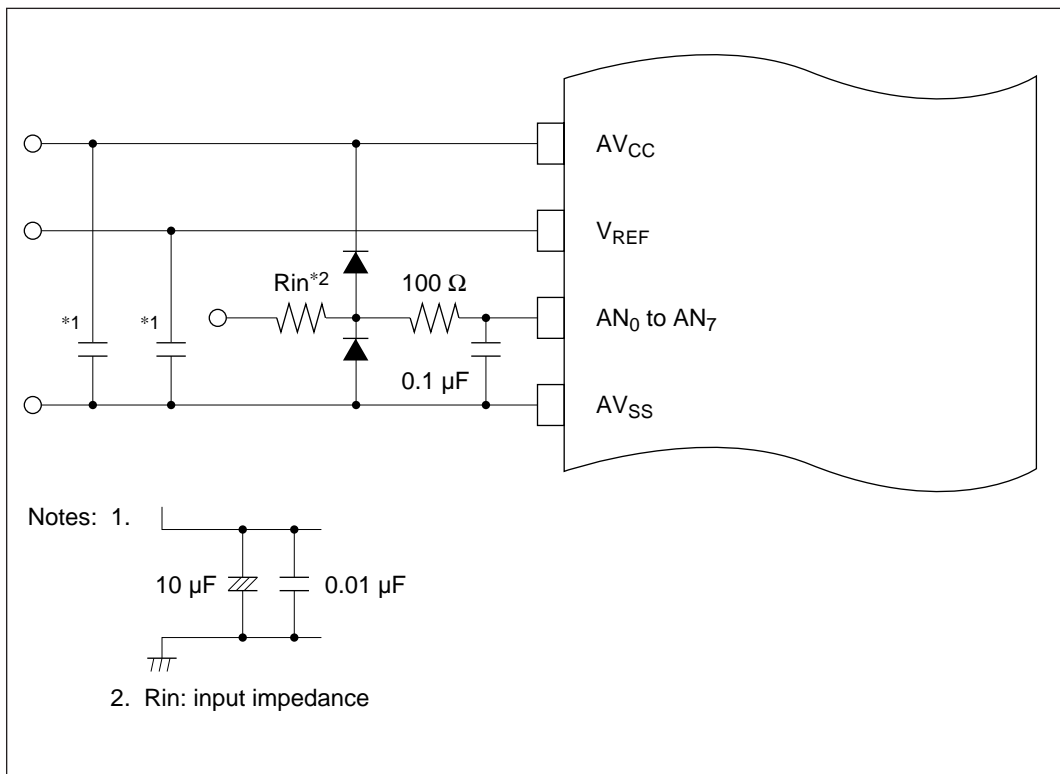 AVCC
VREF
Rin*2
100 Ω
*1
*1
AN0 to AN7
0.1 µF
AVSS
Notes: 1.
10 µF
0.01 µF
2. Rin: input impedance